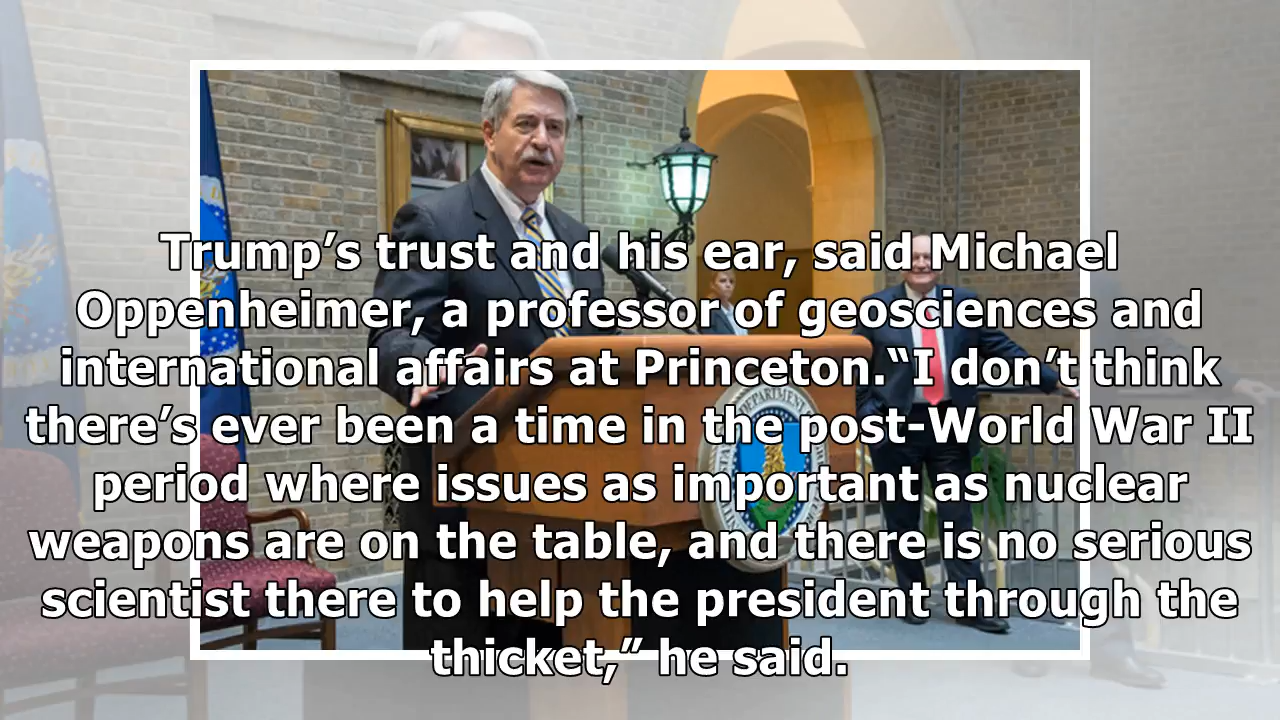 Trump’s trust and his ear, said Michael
Oppenheimer, a professor of geosciences and
international affairs at Princeton.“I don’t think
there’s ever been a time in the post-World War II
period where issues as important as nuclear
weapons are on the table, and there is no serious
scientist there to help the president through the
thicket,” he said.